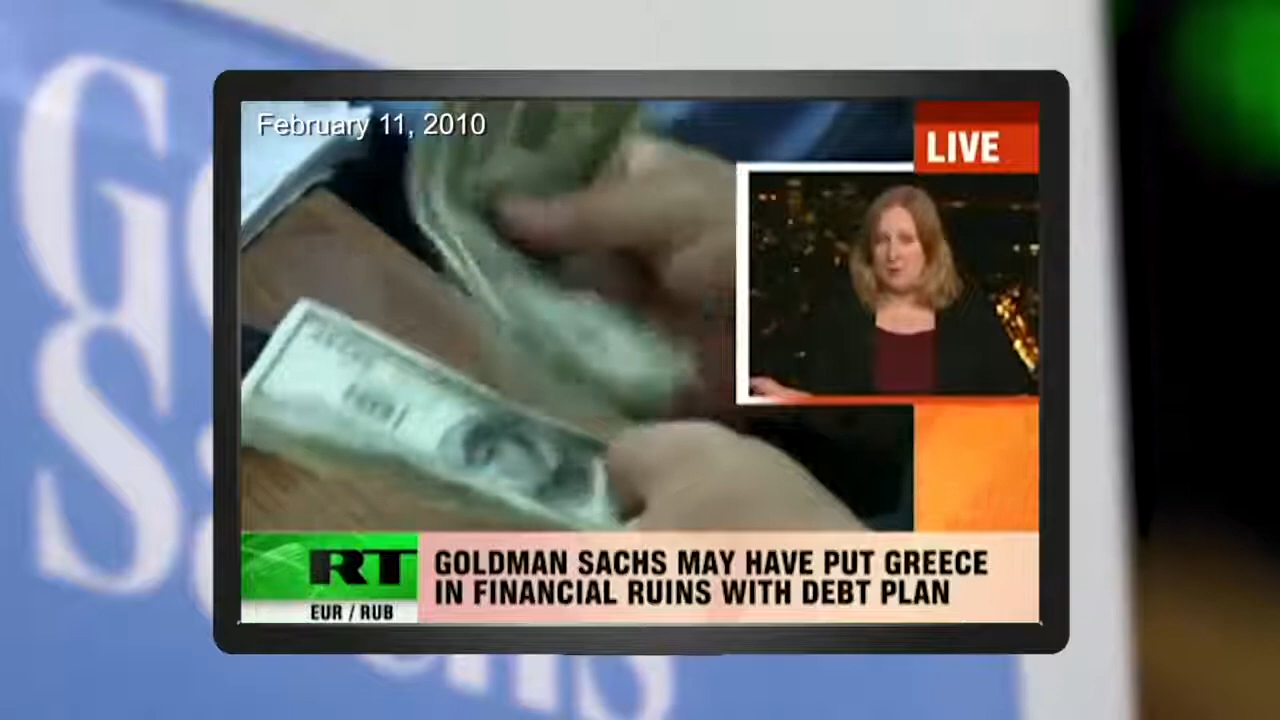 February 11, 2010
LIVE
RT
GOLDMAN SACHS MAY HAVE PUT GREECE
IN FINANCIAL RUINS WITH DEBT PLAN
EUR / RUB